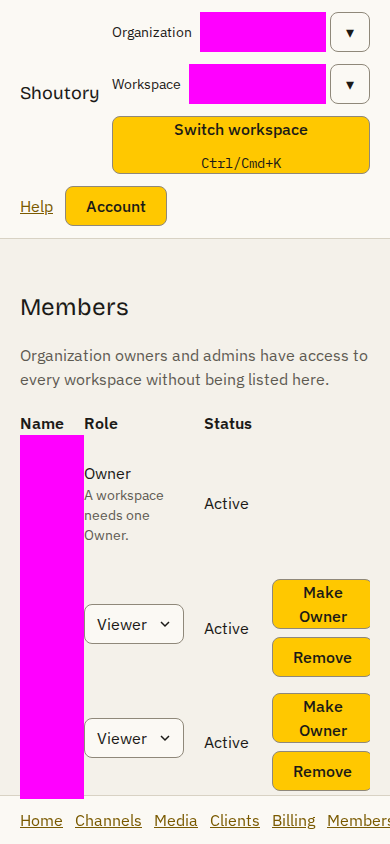 Shoutory
Organization ▼
Workspace ▼
Switch workspace
Ctrl/Cmd+K
Help Account
Members
Organization owners and admins have access to
every workspace without being listed here.
Name Role Status
Owner
A workspace
needs one
Owner.
Active
Viewer Active
Make
Owner
Remove
Viewer Active
Make
Owner
Remove
Home Channels Media Clients Billing Members